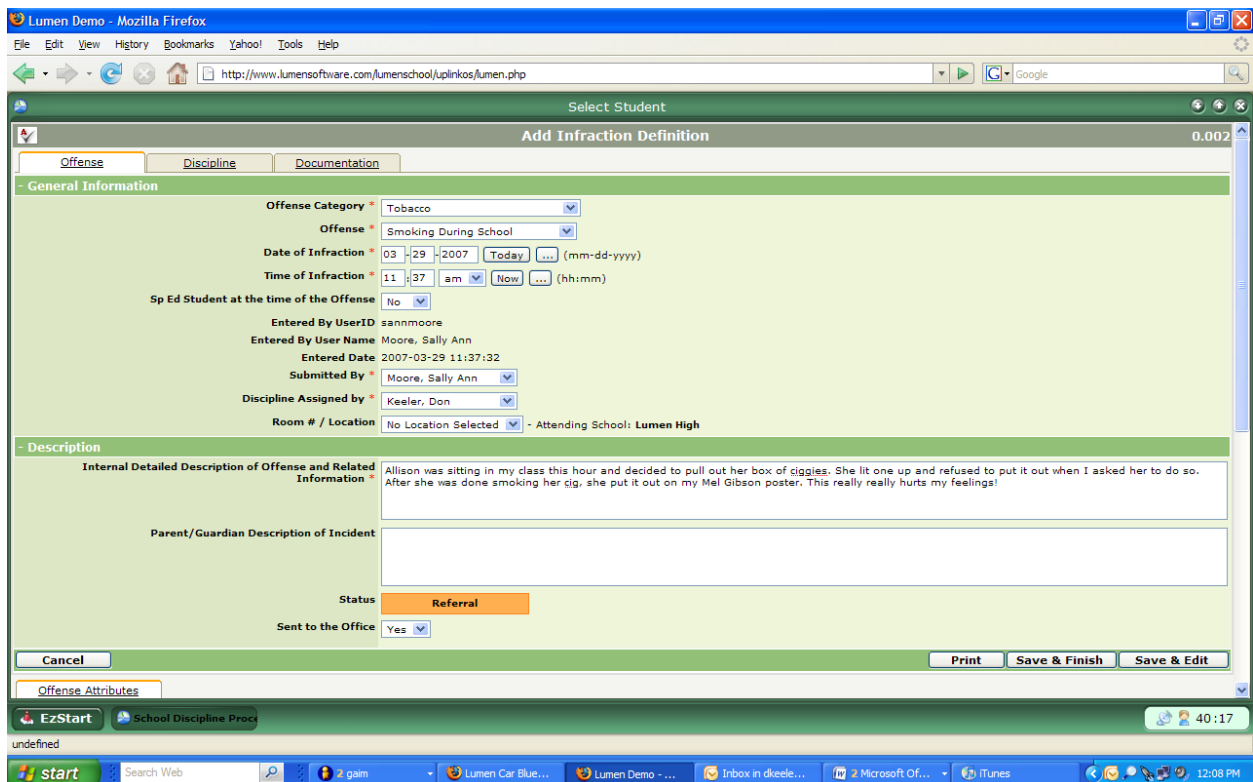 Lumen Demo - Mozilla Firefox
File Edit View History Bookmarks Yahoo! Tools Help
http://www.lumensoftware.com/lumenschool/uplinkos/lumen.php G Google
Select Student
Add Infraction Definition 0.002
Offense Discipline Documentation
- General Information
Offense Category * Tobacco
Offense * Smoking During School
Date of Infraction * 03 - 29 - 2007 Today ... (mm-dd-yyyy)
Time of Infraction * 11 : 37 am Now ... (hh:mm)
Sp Ed Student at the time of the Offense No
Entered By UserID sannmoore
Entered By User Name Moore, Sally Ann
Entered Date 2007-03-29 11:37:32
Submitted By * Moore, Sally Ann
Discipline Assigned by * Keeler, Don
Room # / Location No Location Selected - Attending School: Lumen High
- Description
Internal Detailed Description of Offense and Related Information *
Allison was sitting in my class this hour and decided to pull out her box of ciggies. She lit one up and refused to put it out when I asked her to do so.
After she was done smoking her cig, she put it out on my Mel Gibson poster. This really really hurts my feelings!
Parent/Guardian Description of Incident
Status Referral
Sent to the Office Yes
Cancel Print Save & Finish Save & Edit
Offense Attributes
EzStart School Discipline Proce 40:17
undefined
start Search Web 2 gaim Lumen Car Blue... Lumen Demo - ... Inbox in dkeele... 2 Microsoft Of... iTunes 12:08 PM